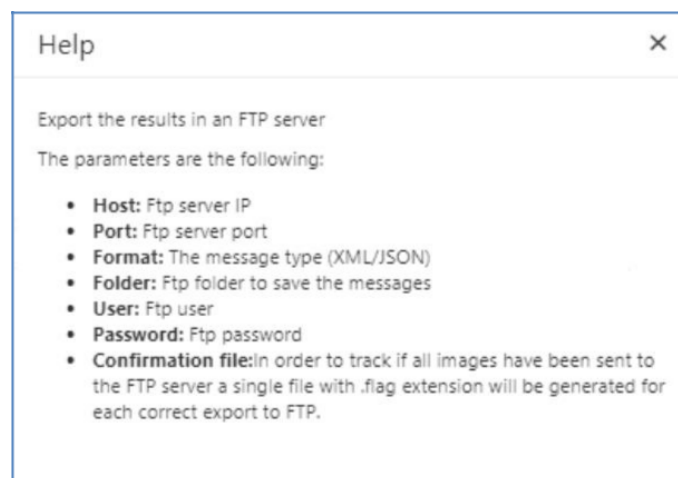 Help
×
Export the results in an FTP server
The parameters are the following:
• Host: Ftp server IP
• Port: Ftp server port
• Format: The message type (XML/JSON)
• Folder: Ftp folder to save the messages
• User: Ftp user
• Password: Ftp password
• Confirmation file:In order to track if all images have been sent to
the FTP server a single file with .flag extension will be generated for
each correct export to FTP.